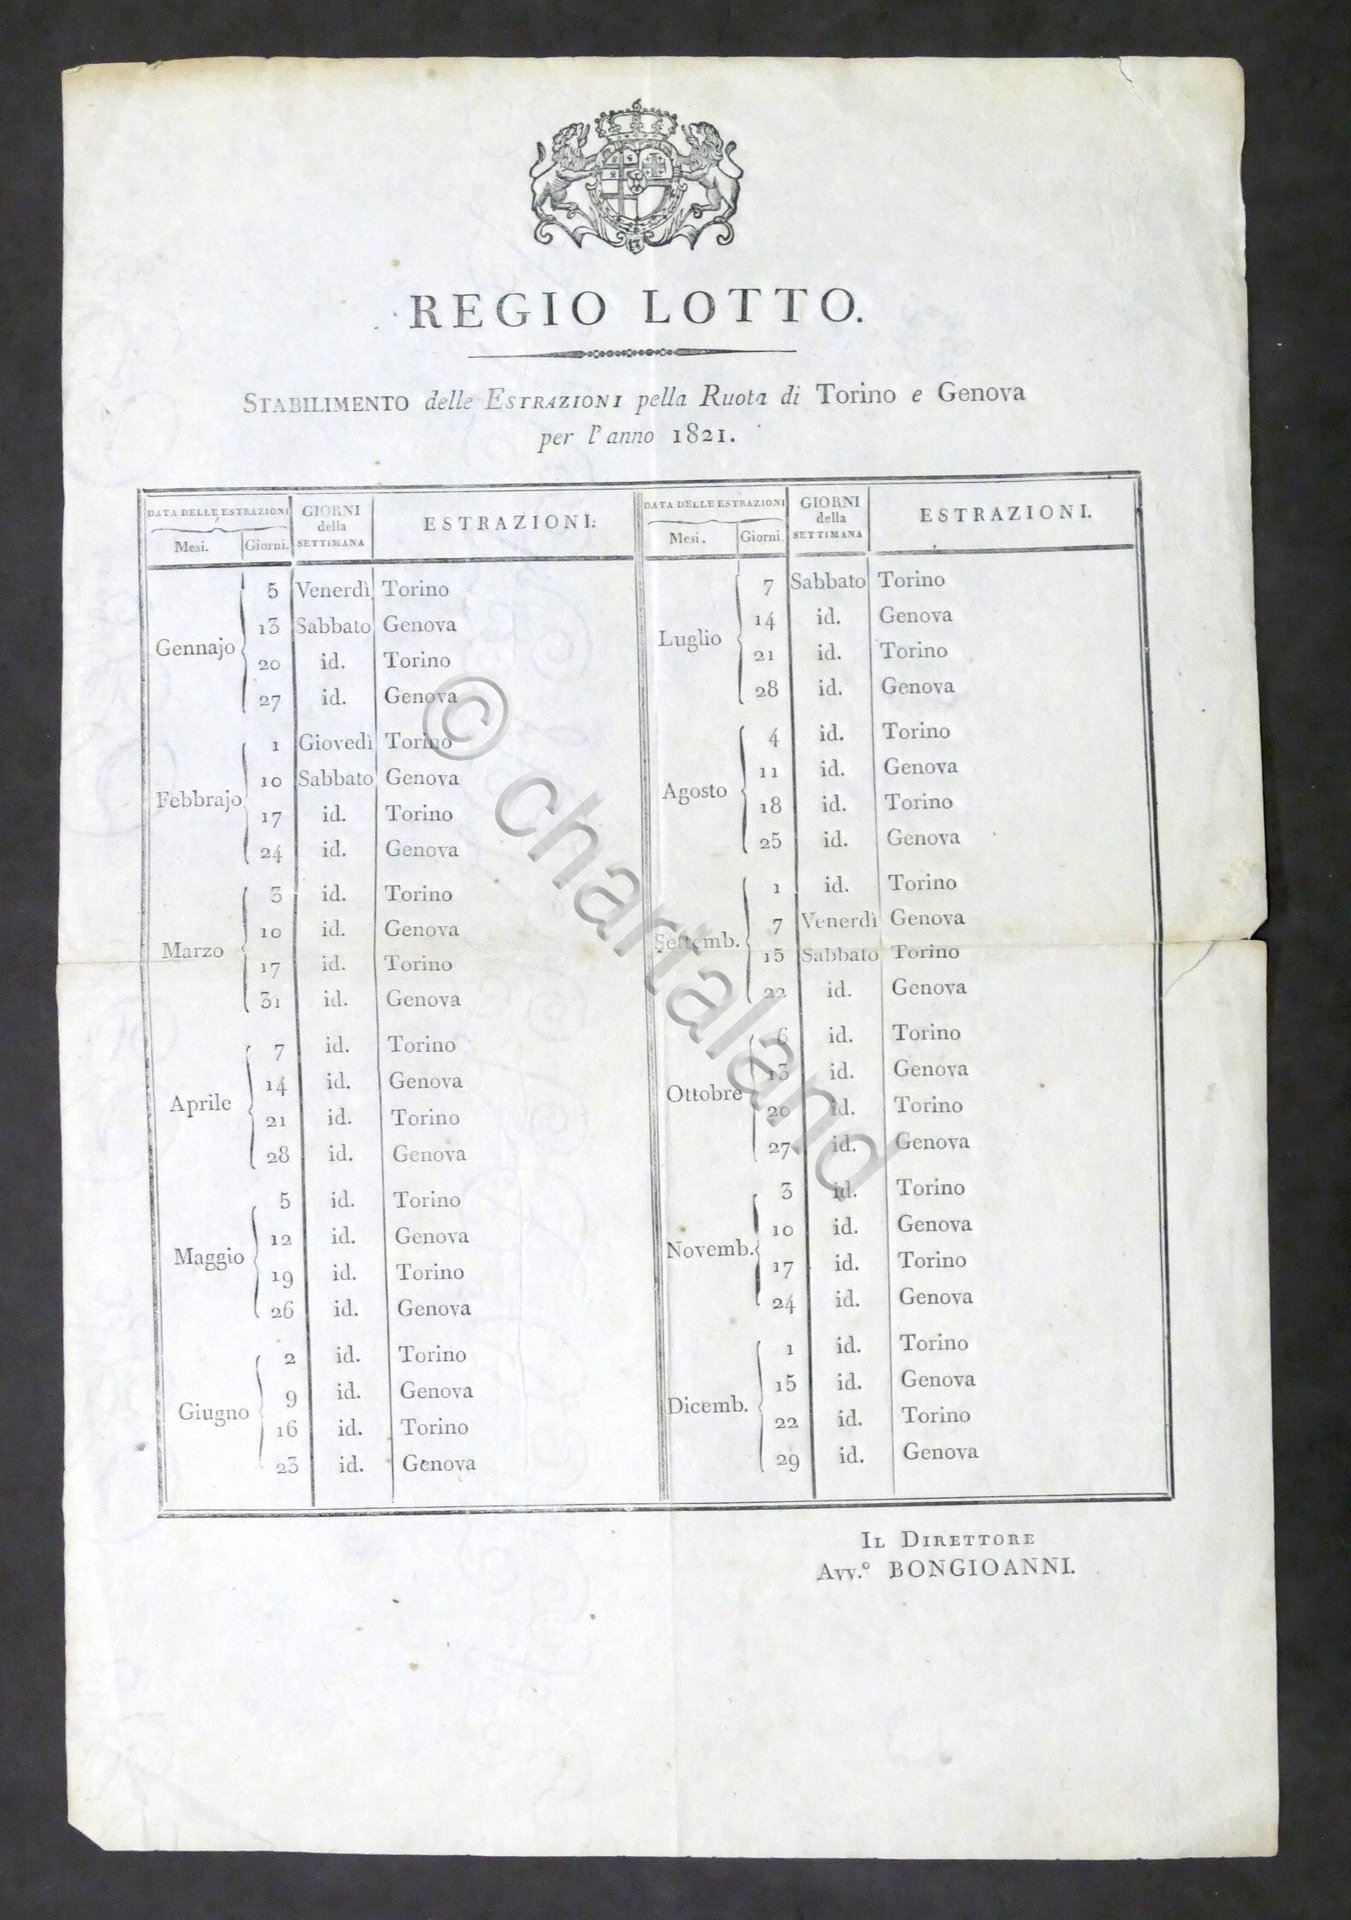 REGIO LOTTO.
STABILIMENTO delle ESTRAZIONI pella Ruota di Torino e Genova
per l'anno 1821.
DATA DELLE ESTRAZIONI GIORNI della SETTIMANA ESTRAZIONI:
Mesi. Giorni.
Gennajo
5 Venerdì Torino
13 Sabbato Genova
20 id. Torino
27 id. Genova
Febbrajo
1 Giovedì Torino
10 Sabbato Genova
17 id. Torino
24 id. Genova
Marzo
3 id. Torino
10 id. Genova
17 id. Torino
31 id. Genova
Aprile
7 id. Torino
14 id. Genova
21 id. Torino
28 id. Genova
Maggio
5 id. Torino
12 id. Genova
19 id. Torino
26 id. Genova
Giugno
2 id. Torino
9 id. Genova
16 id. Torino
23 id. Genova
DATA DELLE ESTRAZIONI GIORNI della SETTIMANA ESTRAZIONI.
Mesi. Giorni.
Luglio
7 Sabbato Torino
14 id. Genova
21 id. Torino
28 id. Genova
Agosto
4 id. Torino
11 id. Genova
18 id. Torino
25 id. Genova
Settemb.
1 id. Torino
7 Venerdì Genova
15 Sabbato Torino
22 id. Genova
Ottobre
6 id. Torino
13 id. Genova
20 id. Torino
27 id. Genova
Novemb.
3 id. Torino
10 id. Genova
17 id. Torino
24 id. Genova
Dicemb.
1 id. Torino
15 id. Genova
22 id. Torino
29 id. Genova
IL DIRETTORE
Avv.° BONGIOANNI.
© chartaland